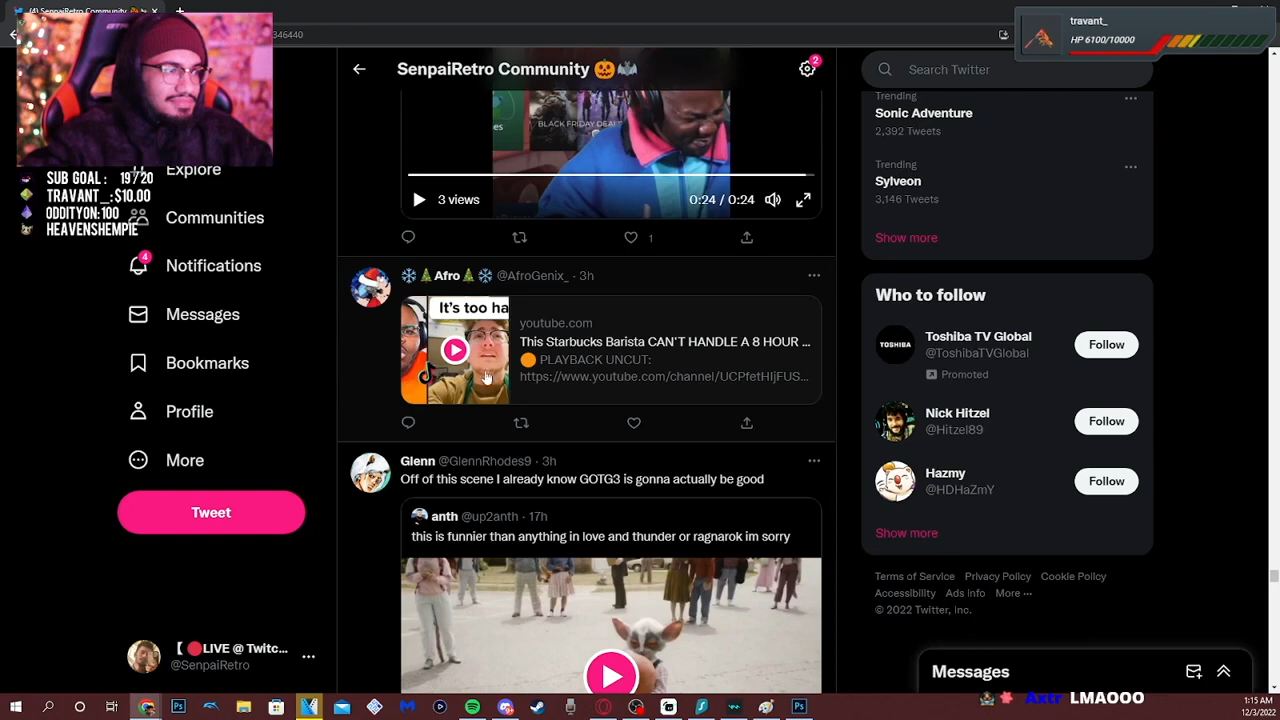 travant_
HP 6100/10000
346440
SenpaiRetro Community 🎃🦇
2
Search Twitter
Explore
Communities
4
Notifications
Messages
Bookmarks
Profile
More
Tweet
SUB GOAL : 19/20
TRAVANT_:$10.00
ODDITYON:100
HEAVENSHEMPIE
BLACK FRIDAY DEAL
3 views
0:24 / 0:24
1
❄️🎄Afro🎄❄️ @AfroGenix_ · 3h
It's too ha
youtube.com
This Starbucks Barista CAN'T HANDLE A 8 HOUR ...
🟠 PLAYBACK UNCUT:
https://www.youtube.com/channel/UCPfetHIjFUS...
Glenn @GlennRhodes9 · 3h
Off of this scene I already know GOTG3 is gonna actually be good
anth @up2anth · 17h
this is funnier than anything in love and thunder or ragnarok im sorry
Trending
Sonic Adventure
2,392 Tweets
Trending
Sylveon
3,146 Tweets
Show more
Who to follow
TOSHIBA
Toshiba TV Global
@ToshibaTVGlobal
Promoted
Follow
Nick Hitzel
@Hitzel89
Follow
Hazmy
@HDHaZmY
Follow
Show more
Terms of Service Privacy Policy Cookie Policy
Accessibility Ads info More ···
© 2022 Twitter, Inc.
【 🔴LIVE @ Twitc...
@SenpaiRetro
Messages
Axtr LMAOOO
1:15 AM
12/3/2022